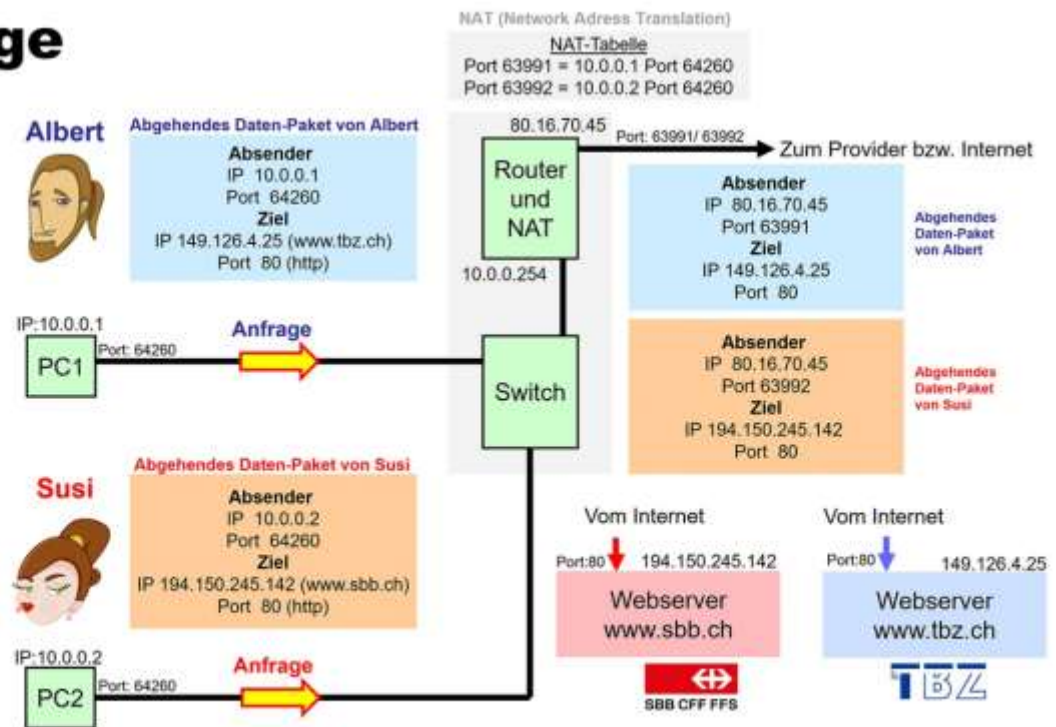 ge
NAT (Network Adress Translation)
NAT-Tabelle
Port 63991 = 10.0.0.1 Port 64260
Port 63992 = 10.0.0.2 Port 64260
Albert
Abgehendes Daten-Paket von Albert
Absender
IP 10.0.0.1
Port 64260
Ziel
IP 149.126.4.25 (www.tbz.ch)
Port 80 (http)
80.16.70.45
Port: 63991/ 63992
Zum Provider bzw. Internet
Router
und
NAT
10.0.0.254
Absender
IP 80.16.70.45
Port 63991
Ziel
IP 149.126.4.25
Port 80
Abgehendes
Daten-Paket
von Albert
IP:10.0.0.1
PC1
Port: 64260
Anfrage
Switch
Absender
IP 80.16.70.45
Port 63992
Ziel
IP 194.150.245.142
Port 80
Abgehendes
Daten-Paket
von Susi
Susi
Abgehendes Daten-Paket von Susi
Absender
IP 10.0.0.2
Port 64260
Ziel
IP 194.150.245.142 (www.sbb.ch)
Port 80 (http)
IP:10.0.0.2
PC2
Port: 64260
Anfrage
Vom Internet
Port:80
194.150.245.142
Webserver
www.sbb.ch
SBB CFF FFS
Vom Internet
Port:80
149.126.4.25
Webserver
www.tbz.ch
TBZ